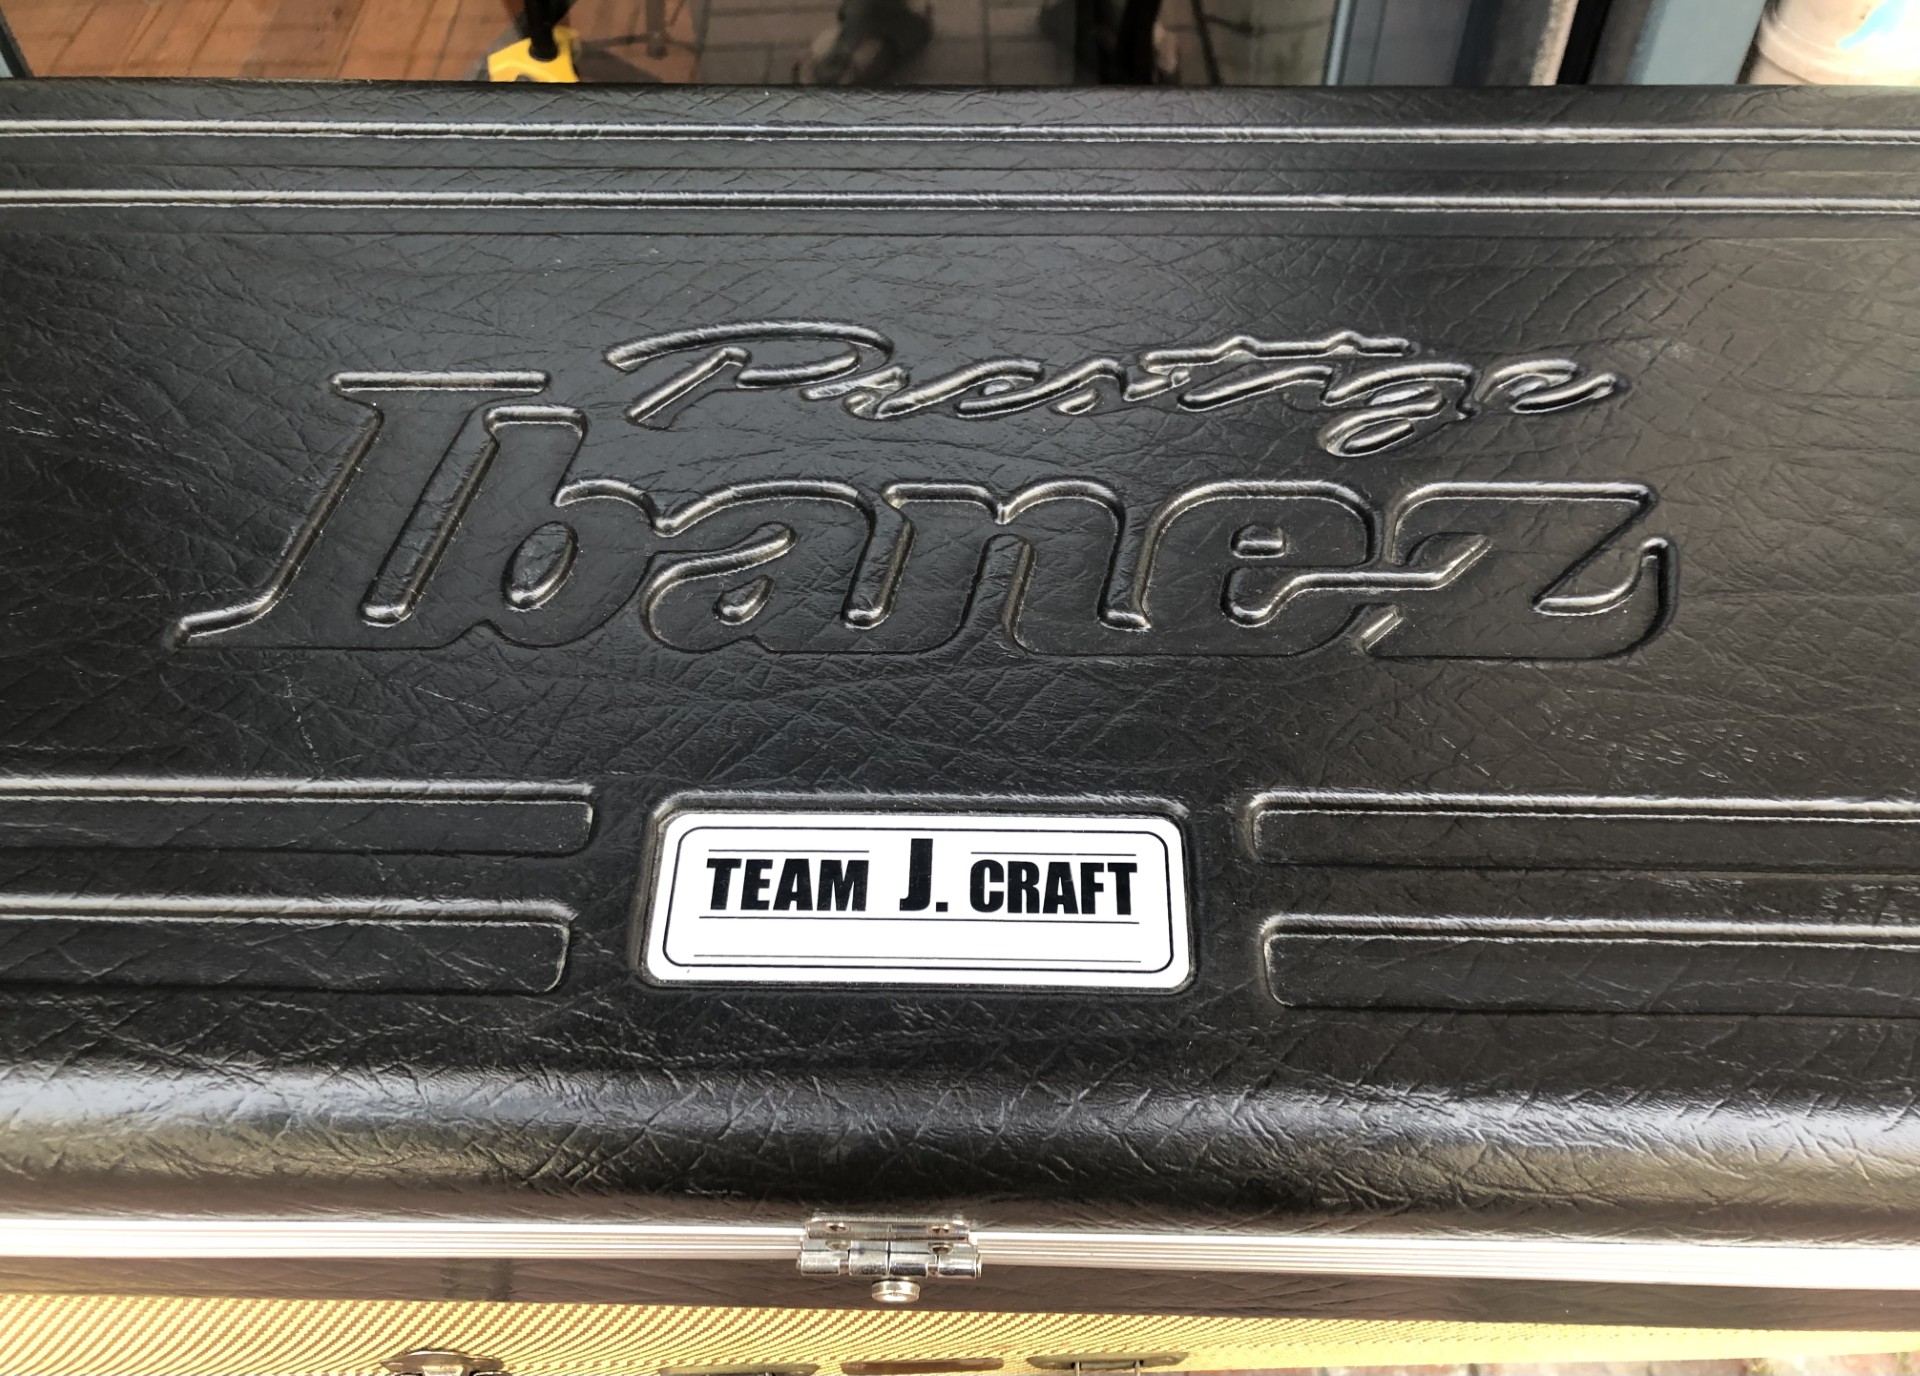 Prestige
Ibanez
TEAM J. CRAFT